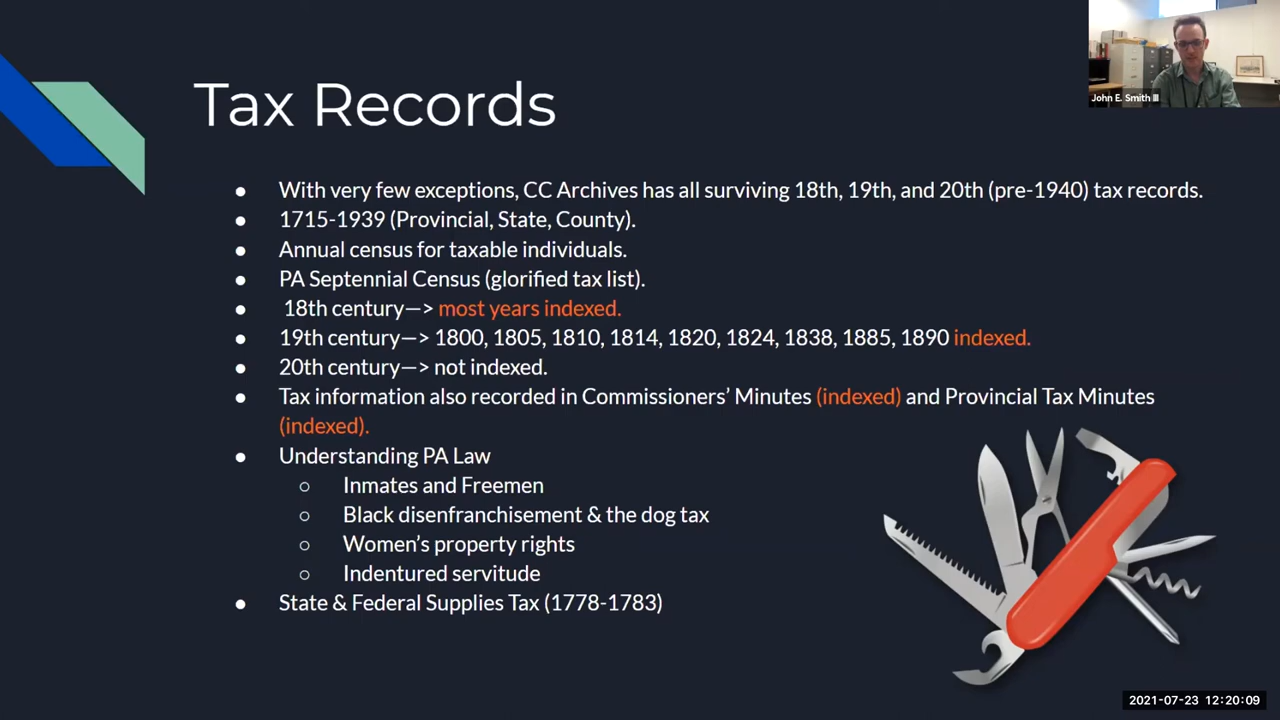 Tax Records
John E. Smith III
● With very few exceptions, CC Archives has all surviving 18th, 19th, and 20th (pre-1940) tax records.
● 1715-1939 (Provincial, State, County).
● Annual census for taxable individuals.
● PA Septennial Census (glorified tax list).
● 18th century—> most years indexed.
● 19th century—> 1800, 1805, 1810, 1814, 1820, 1824, 1838, 1885, 1890 indexed.
● 20th century—> not indexed.
● Tax information also recorded in Commissioners’ Minutes (indexed) and Provincial Tax Minutes
(indexed).
● Understanding PA Law
○ Inmates and Freemen
○ Black disenfranchisement & the dog tax
○ Women’s property rights
○ Indentured servitude
● State & Federal Supplies Tax (1778-1783)
2021-07-23 12:20:09